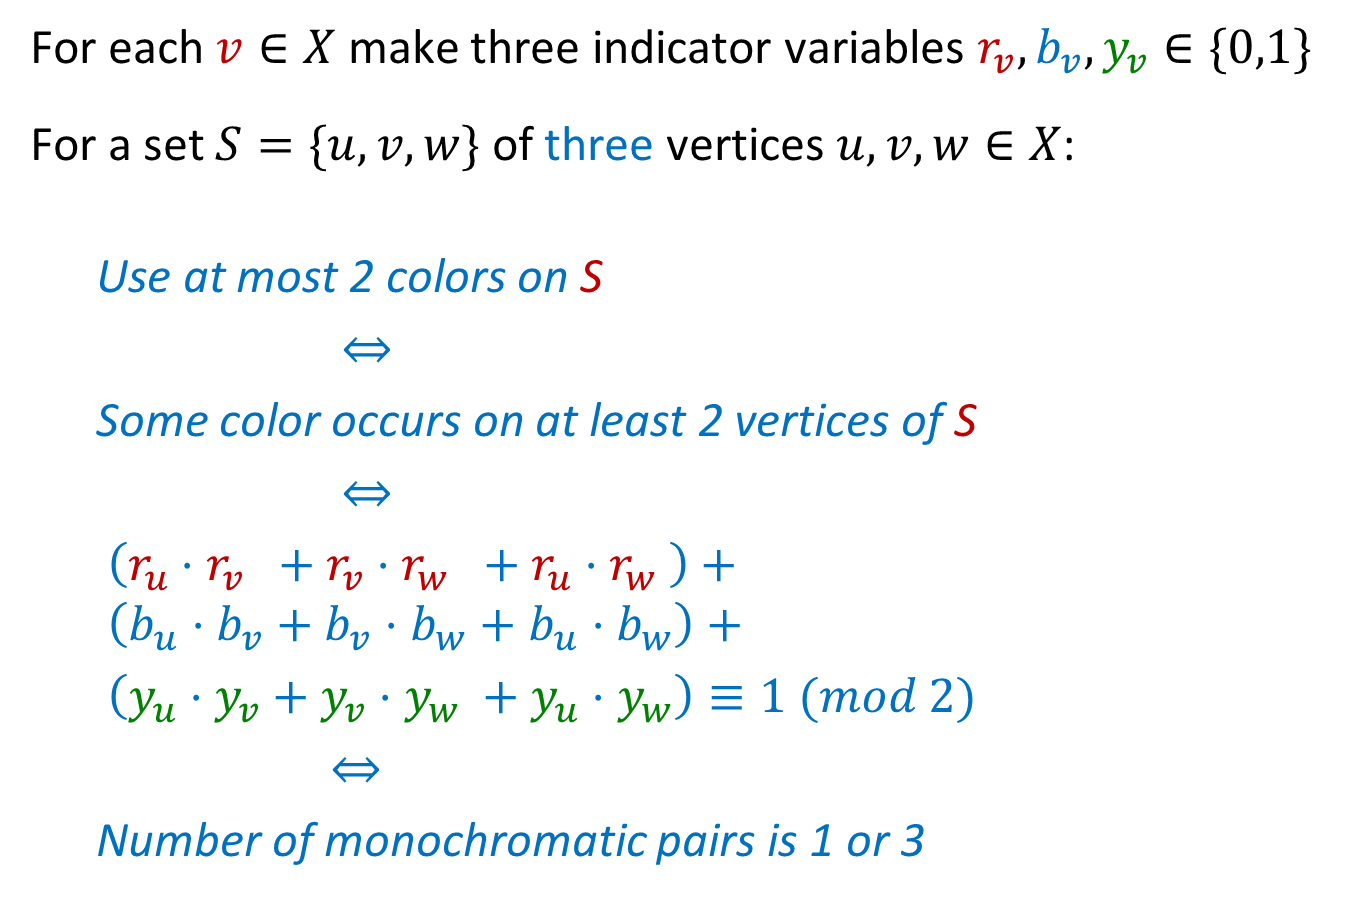 For each 𝑣 ∈ 𝑋 make three indicator variables 𝑟ᵥ, 𝑏ᵥ, 𝑦ᵥ ∈ {0,1}
For a set 𝑆 = {𝑢, 𝑣, 𝑤} of three vertices 𝑢, 𝑣, 𝑤 ∈ 𝑋:
Use at most 2 colors on S
⇔
Some color occurs on at least 2 vertices of S
⇔
(r_u · r_v + r_v · r_w + r_u · r_w ) +
(b_u · b_v + b_v · b_w + b_u · b_w) +
(y_u · y_v + y_v · y_w + y_u · y_w) ≡ 1 (mod 2)
⇔
Number of monochromatic pairs is 1 or 3